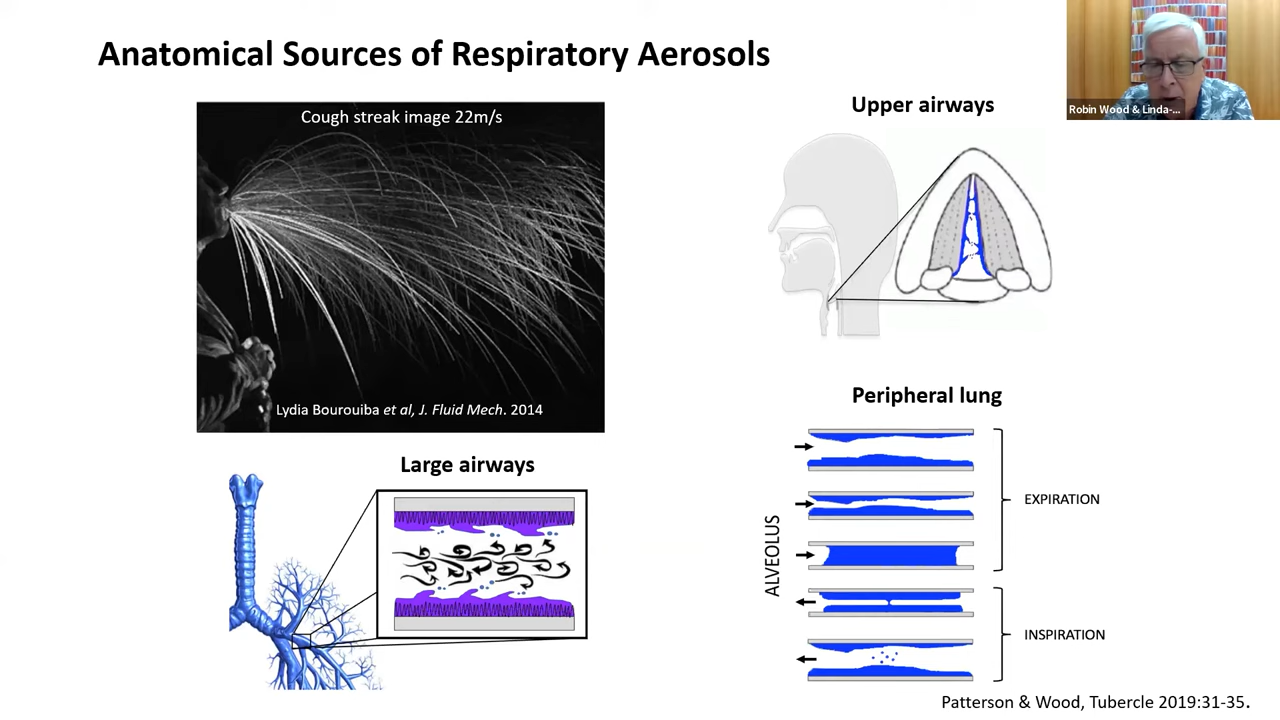 Anatomical Sources of Respiratory Aerosols
Robin Wood & Linda-...
Cough streak image 22m/s
Lydia Bourouiba et al, J. Fluid Mech. 2014
Upper airways
Large airways
Peripheral lung
ALVEOLUS
EXPIRATION
INSPIRATION
Patterson & Wood, Tubercle 2019:31-35.